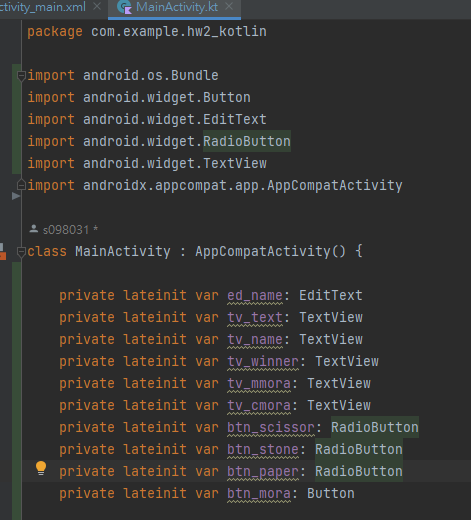 ctivity_main.xml
MainActivity.kt
package com.example.hw2_kotlin
import android.os.Bundle
import android.widget.Button
import android.widget.EditText
import android.widget.RadioButton
import android.widget.TextView
import androidx.appcompat.app.AppCompatActivity
s098031 *
class MainActivity : AppCompatActivity() {
private lateinit var ed_name: EditText
private lateinit var tv_text: TextView
private lateinit var tv_name: TextView
private lateinit var tv_winner: TextView
private lateinit var tv_mmora: TextView
private lateinit var tv_cmora: TextView
private lateinit var btn_scissor: RadioButton
private lateinit var btn_stone: RadioButton
private lateinit var btn_paper: RadioButton
private lateinit var btn_mora: Button